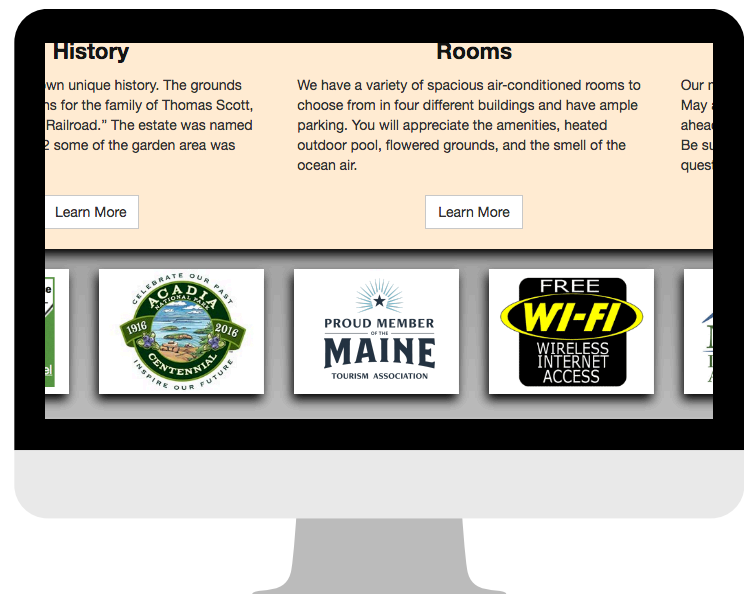 History
own unique history. The grounds
ns for the family of Thomas Scott,
Railroad.” The estate was named
2 some of the garden area was
Learn More
Rooms
We have a variety of spacious air-conditioned rooms to
choose from in four different buildings and have ample
parking. You will appreciate the amenities, heated
outdoor pool, flowered grounds, and the smell of the
ocean air.
Learn More
Our
May
ahea
Be su
quest
CELEBRATE OUR PAST
ACADIA
NATIONAL PARK
1916 2016
CENTENNIAL
INSPIRE OUR FUTURE
PROUD MEMBER
OF THE
MAINE
TOURISM ASSOCIATION
FREE
WI-FI
WIRELESS
INTERNET
ACCESS